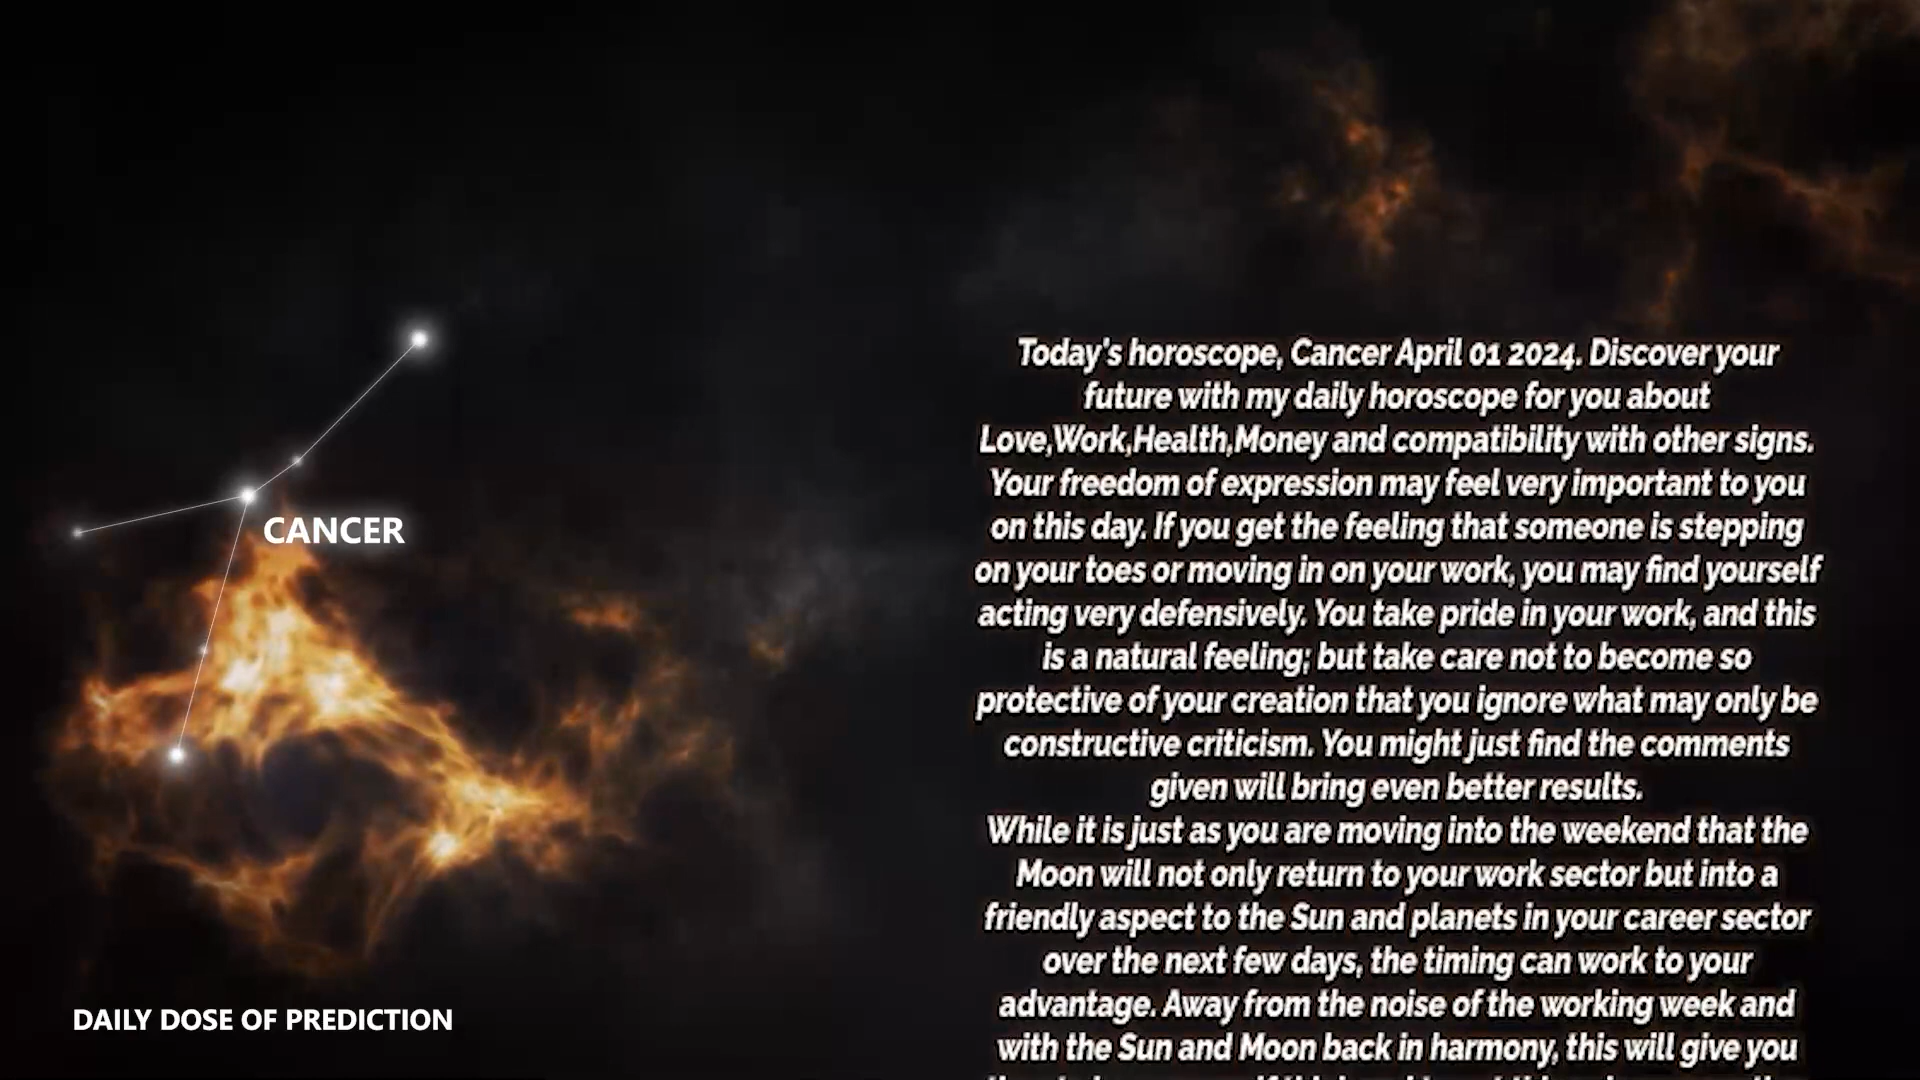 Today's horoscope, Cancer April 01 2024. Discover your
future with my daily horoscope for you about
Love,Work,Health,Money and compatibility with other signs.
Your freedom of expression may feel very important to you
on this day. If you get the feeling that someone is stepping
on your toes or moving in on your work, you may find yourself
acting very defensively. You take pride in your work, and this
is a natural feeling; but take care not to become so
protective of your creation that you ignore what may only be
constructive criticism. You might just find the comments
given will bring even better results.
While it is just as you are moving into the weekend that the
Moon will not only return to your work sector but into a
friendly aspect to the Sun and planets in your career sector
over the next few days, the timing can work to your
advantage. Away from the noise of the working week and
with the Sun and Moon back in harmony, this will give you
CANCER
DAILY DOSE OF PREDICTION